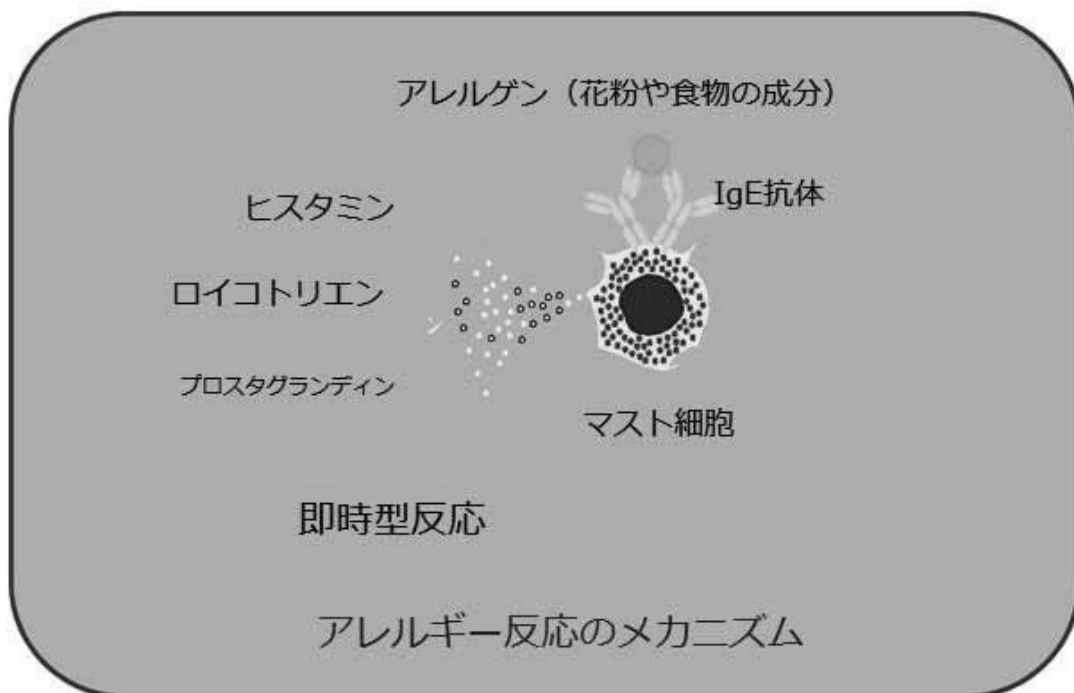 アレルゲン（花粉や食物の成分）
IgE抗体
ヒスタミン
ロイコトリエン
プロスタグランディン
マスト細胞
即時型反応
アレルギー反応のメカニズム